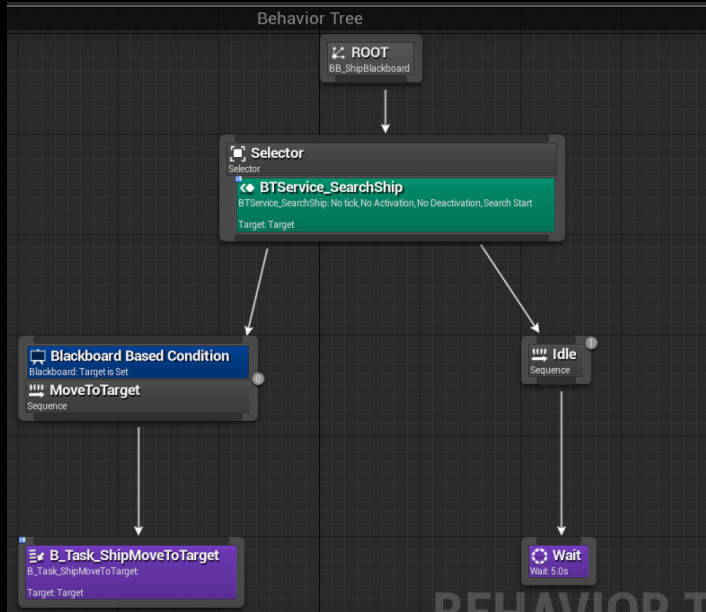 Behavior Tree
ROOT
BB_ShipBlackboard
Selector
Selector
BTService_SearchShip
BTService_SearchShip: No tick, No Activation, No Deactivation, Search Start
Target: Target
Blackboard Based Condition
Blackboard: Target is Set
0
MoveToTarget
Sequence
1
Idle
Sequence
B_Task_ShipMoveToTarget
B_Task_ShipMoveToTarget:
Target: Target
Wait
Wait: 5.0s
BEHAVIOR T